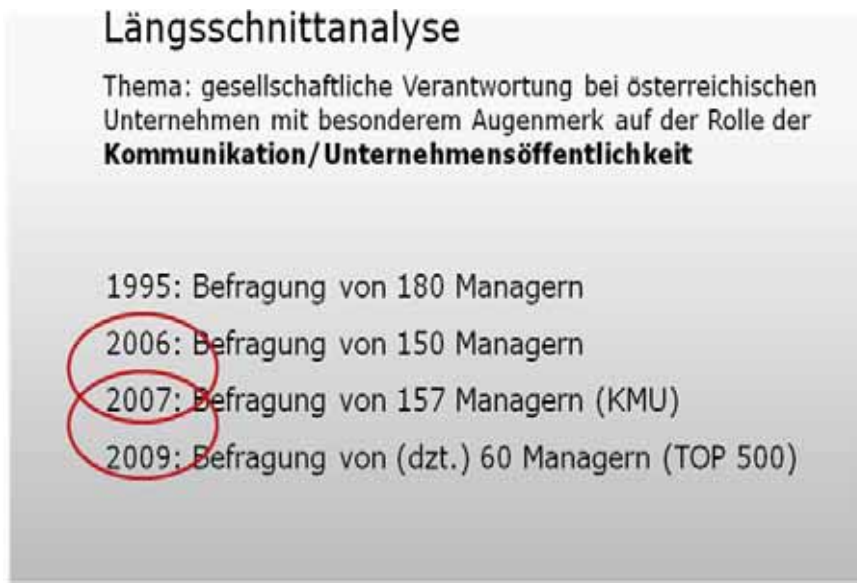 Längsschnittanalyse
Thema: gesellschaftliche Verantwortung bei österreichischen
Unternehmen mit besonderem Augenmerk auf der Rolle der
Kommunikation/Unternehmensöffentlichkeit
1995: Befragung von 180 Managern
2006: Befragung von 150 Managern
2007: Befragung von 157 Managern (KMU)
2009: Befragung von (dzt.) 60 Managern (TOP 500)